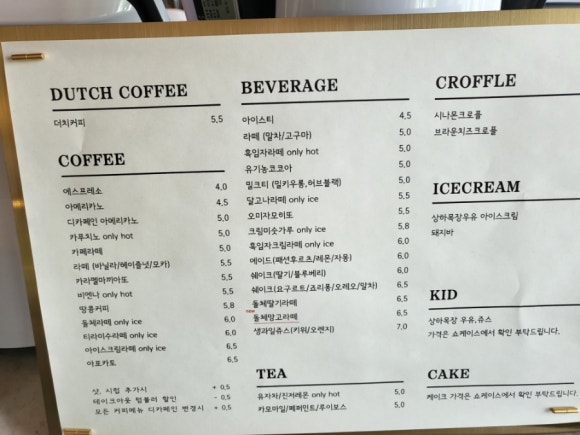 DUTCH COFFEE
더치커피 5,5
COFFEE
에스프레소 4,0
아메리카노 4,5
디카페인 아메리카노 5,0
카푸치노 only hot 5,0
카페라떼 5,0
라떼 (바닐라/헤이즐넛/모카) 5,5
카라멜마끼아또 5,5
비엔나 only hot 5,5
땅콩커피 5,8
돌체라떼 only ice 6,0
티라미수라떼 only ice 6,0
아이스크림라떼 only ice 6,5
아포카토 6,5
샷, 시럽 추가시 + 0,5
테이크아웃 텀블러 할인 - 0,5
모든 커피메뉴 디카페인 변경시 + 0,5
BEVERAGE
아이스티 4,5
라떼 (말차/고구마) 5,0
흑임자라떼 only hot 5,0
유기농코코아 5,0
밀크티 (밀키우롱,허브블랙) 5,0
달고나라떼 only ice 5,5
오미자모히또 5,5
크림미숫가루 only ice 5,8
흑임자크림라떼 only ice 6,0
에이드(패션후르츠/레몬/자몽) 6,0
쉐이크(딸기/블루베리) 6,0
쉐이크(요구르트/죠리퐁/오레오/말차) 6,5
돌체딸기라떼 6,5
new 돌체망고라떼 6,5
생과일쥬스(키위/오렌지) 7,0
TEA
유자차/진저레몬 only hot 5,0
카모마일/페퍼민트/루이보스 5,0
CROFFLE
시나몬크로플
브라운치즈크로플
ICECREAM
상하목장우유 아이스크림
돼지바
KID
상하목장 우유,쥬스
가격은 쇼케이스에서 확인 부탁드립니다.
CAKE
케이크 가격은 쇼케이스에서 확인 부탁드립니다.